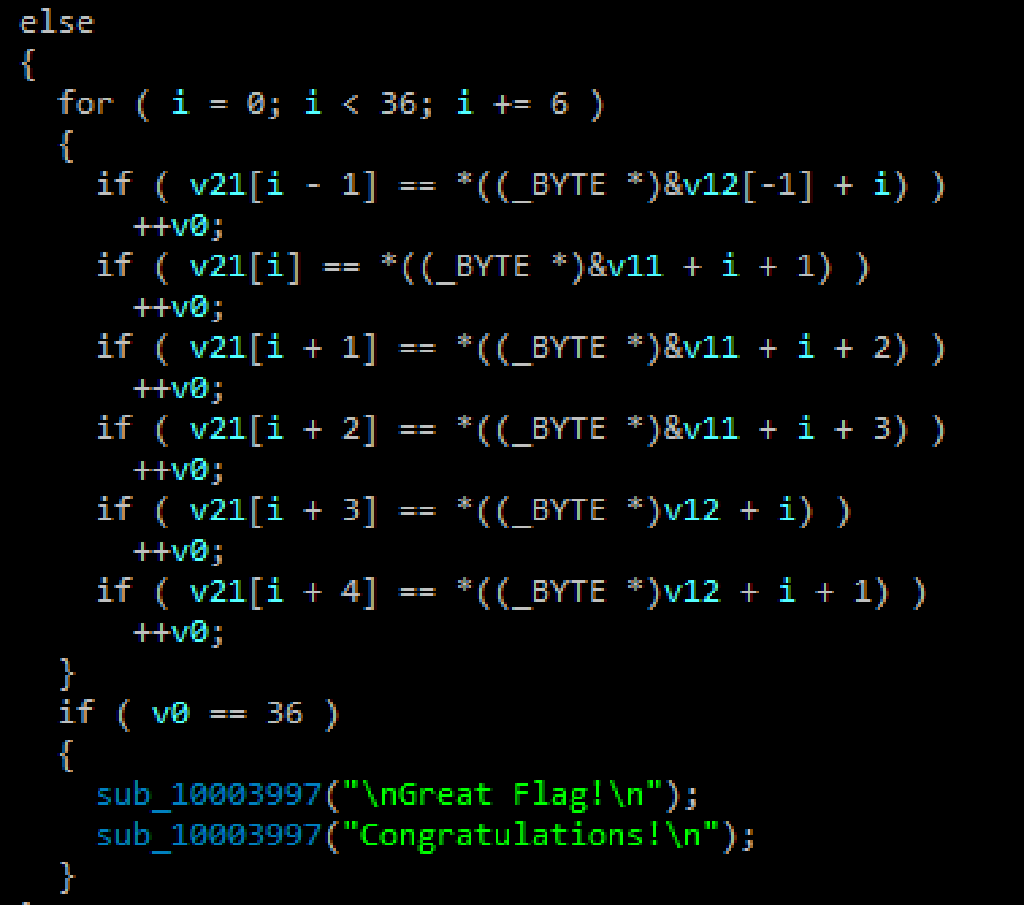 else
{
for ( i = 0; i < 36; i += 6 )
{
if ( v21[i - 1] == *((_BYTE *)&v12[-1] + i) )
++v0;
if ( v21[i] == *((_BYTE *)&v11 + i + 1) )
++v0;
if ( v21[i + 1] == *((_BYTE *)&v11 + i + 2) )
++v0;
if ( v21[i + 2] == *((_BYTE *)&v11 + i + 3) )
++v0;
if ( v21[i + 3] == *((_BYTE *)v12 + i) )
++v0;
if ( v21[i + 4] == *((_BYTE *)v12 + i + 1) )
++v0;
}
if ( v0 == 36 )
{
sub_10003997("\nGreat Flag!\n");
sub_10003997("Congratulations!\n");
}